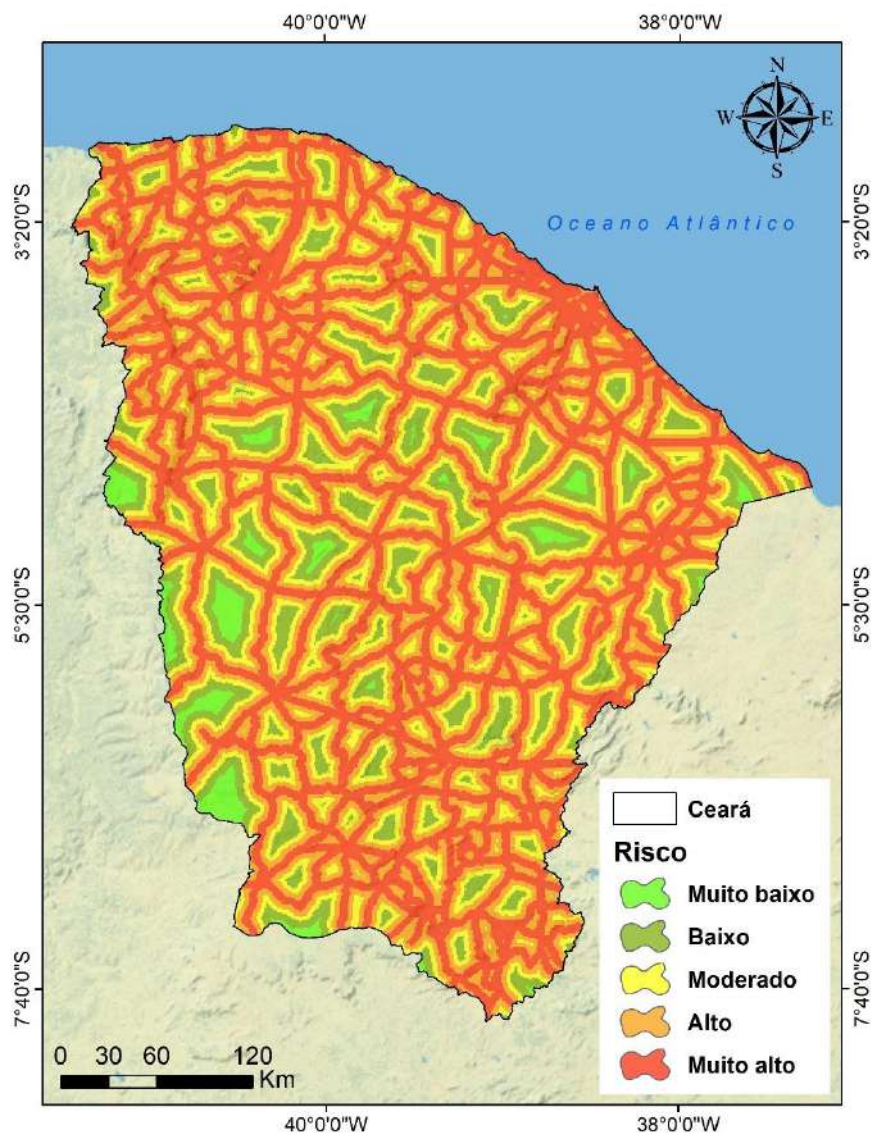 40°0'0"W
38°0'0"W
N
W
E
S
3°20'0"S
Oceano Atlântico
3°20'0"S
5°30'0"S
5°30'0"S
Ceará
Risco
Muito baixo
Baixo
Moderado
Alto
Muito alto
7°40'0"S
7°40'0"S
0 30 60 120
Km
40°0'0"W
38°0'0"W